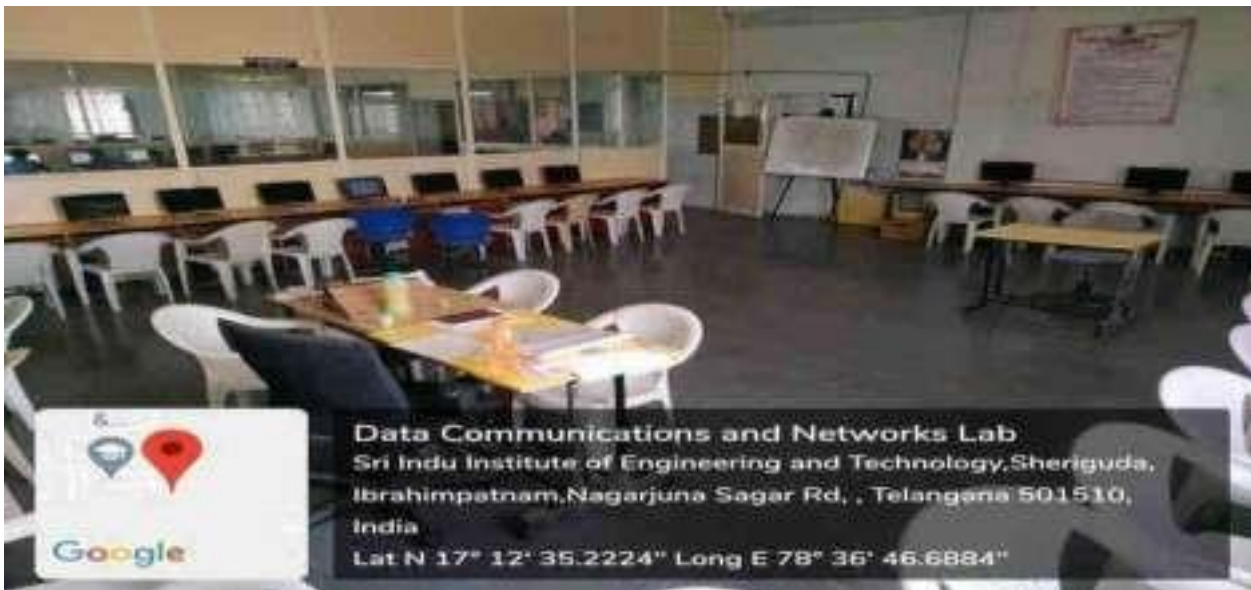 &...
Google
Data Communications and Networks Lab
Sri Indu Institute of Engineering and Technology,Sheriguda,
Ibrahimpatnam,Nagarjuna Sagar Rd, , Telangana 501510,
India
Lat N 17° 12' 35.2224" Long E 78° 36' 46.6884"